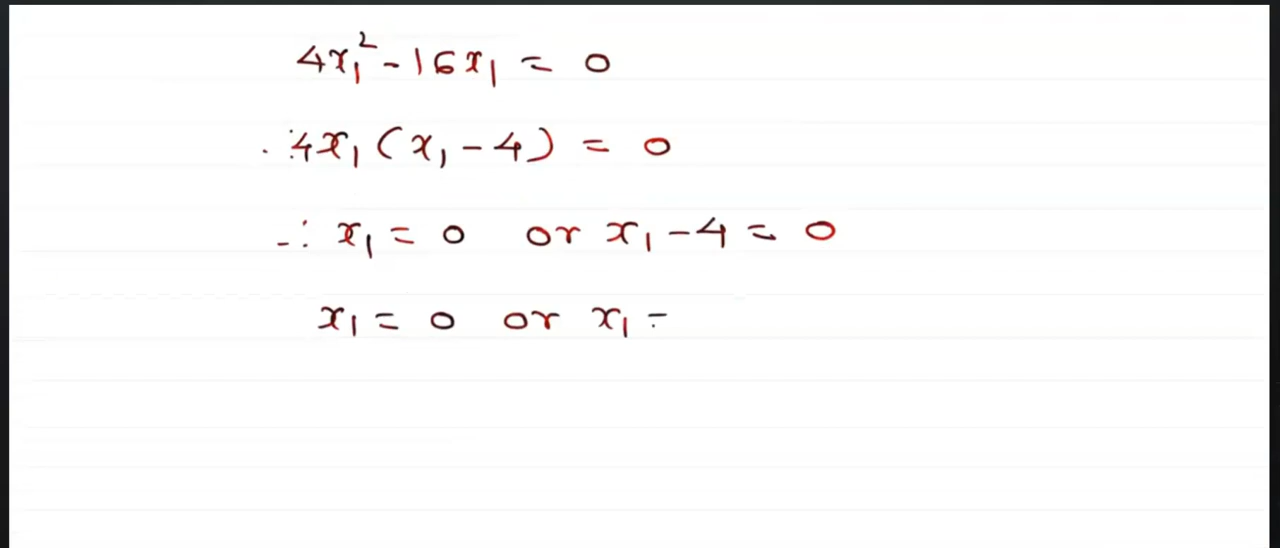 4x₁² - 16x₁ = 0
∴ 4x₁(x₁ - 4) = 0
∴ x₁ = 0 or x₁ - 4 = 0
x₁ = 0 or x₁ =